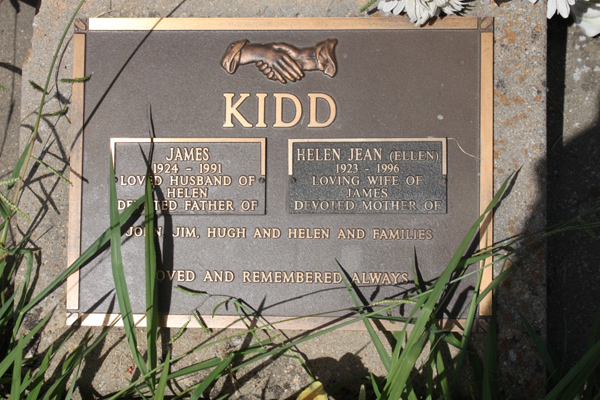 KIDD
JAMES
1924 - 1991
LOVED HUSBAND OF
HELEN
DEVOTED FATHER OF
HELEN JEAN (ELLEN)
1923 - 1996
LOVING WIFE OF
JAMES
DEVOTED MOTHER OF
JOHN, JIM, HUGH AND HELEN AND FAMILIES
LOVED AND REMEMBERED ALWAYS